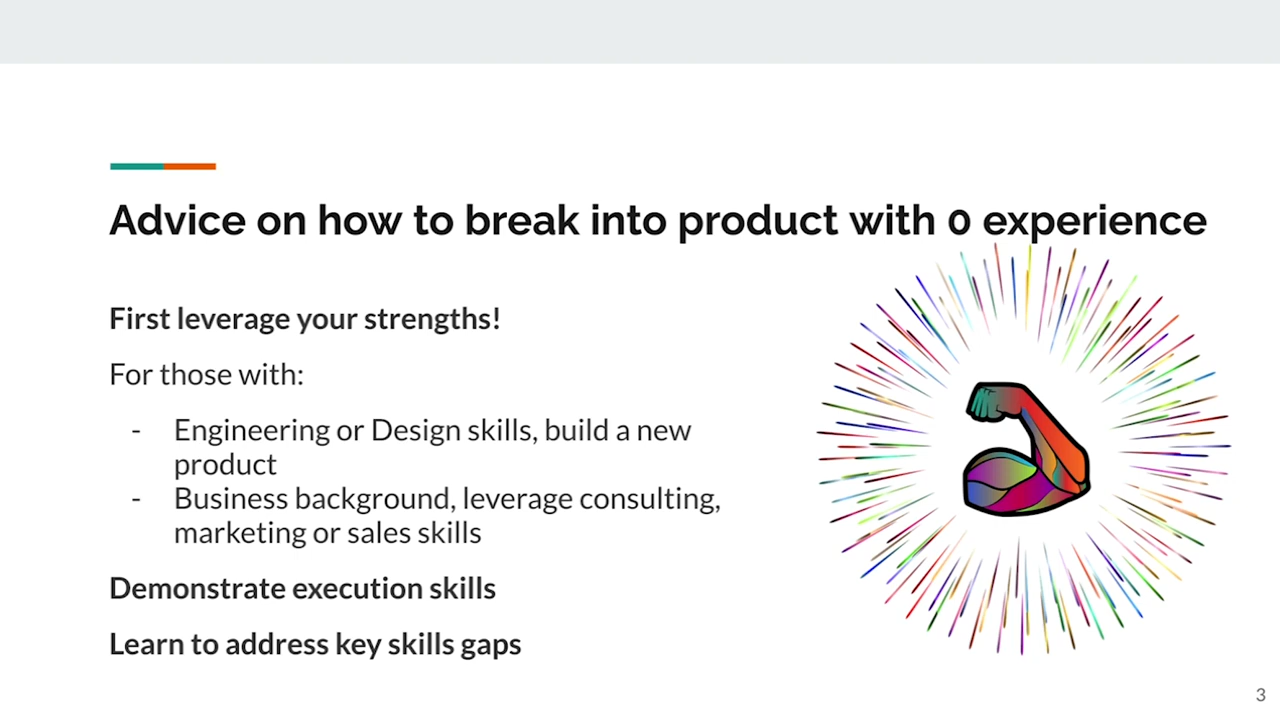 Advice on how to break into product with 0 experience
First leverage your strengths!
For those with:
- Engineering or Design skills, build a new
product
- Business background, leverage consulting,
marketing or sales skills
Demonstrate execution skills
Learn to address key skills gaps
3